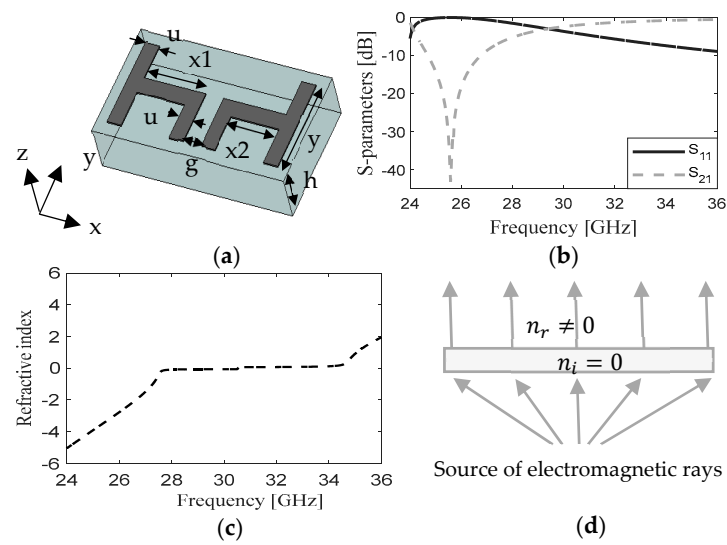 u
x1
u
x2
y
g
h
z
y
x
(a)
0
-10
-20
-30
-40
S-parameters [dB]
S11
S21
24 26 28 30 32 34 36
Frequency [GHz]
(b)
6
4
2
0
-2
-4
-6
Refractive index
24 26 28 30 32 34 36
Frequency [GHz]
(c)
nr ≠ 0
ni = 0
Source of electromagnetic rays
(d)